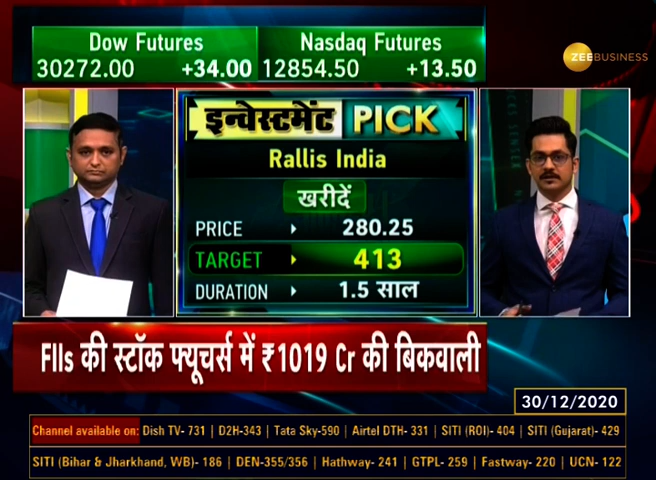 Dow Futures
30272.00 +34.00
Nasdaq Futures
12854.50 +13.50
ZEEBUSINESS
इन्वेस्टमेंट PICK
Rallis India
खरीदें
PRICE 280.25
TARGET 413
DURATION 1.5 साल
FIIs की स्टॉक फ्यूचर्स में ₹1019 Cr की बिकवाली
30/12/2020
Channel available on: Dish TV- 731 | D2H-343 | Tata Sky-590 | Airtel DTH- 331 | SITI (ROI)- 404 | SITI (Gujarat)- 429
SITI (Bihar & Jharkhand, WB)- 186 | DEN-355/356 | Hathway- 241 | GTPL- 259 | Fastway- 220 | UCN- 122